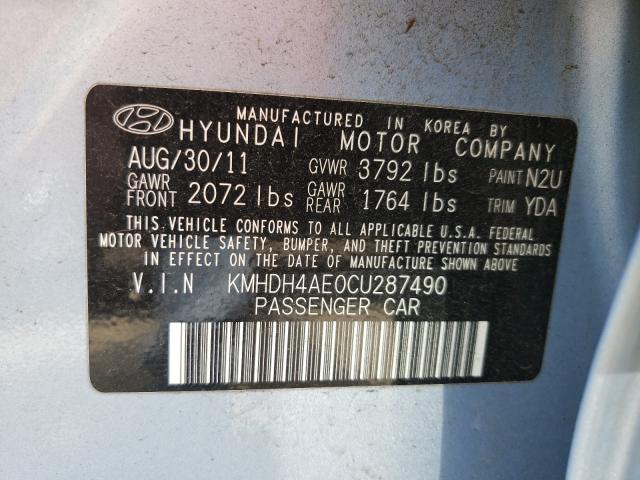 MANUFACTURED IN KOREA BY
HYUNDAI MOTOR COMPANY
AUG/30/11 GVWR 3792 lbs PAINT N2U
GAWR FRONT 2072 lbs GAWR REAR 1764 lbs TRIM YDA
THIS VEHICLE CONFORMS TO ALL APPLICABLE U.S.A. FEDERAL
MOTOR VEHICLE SAFETY, BUMPER, AND THEFT PREVENTION STANDARDS
IN EFFECT ON THE DATE OF MANUFACTURE SHOWN ABOVE
V.I.N KMHDH4AE0CU287490
PASSENGER CAR